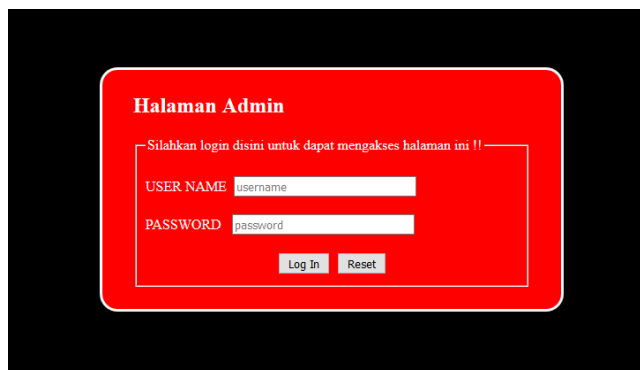 Halaman Admin
Silahkan login disini untuk dapat mengakses halaman ini !!
USER NAME username
PASSWORD password
Log In Reset